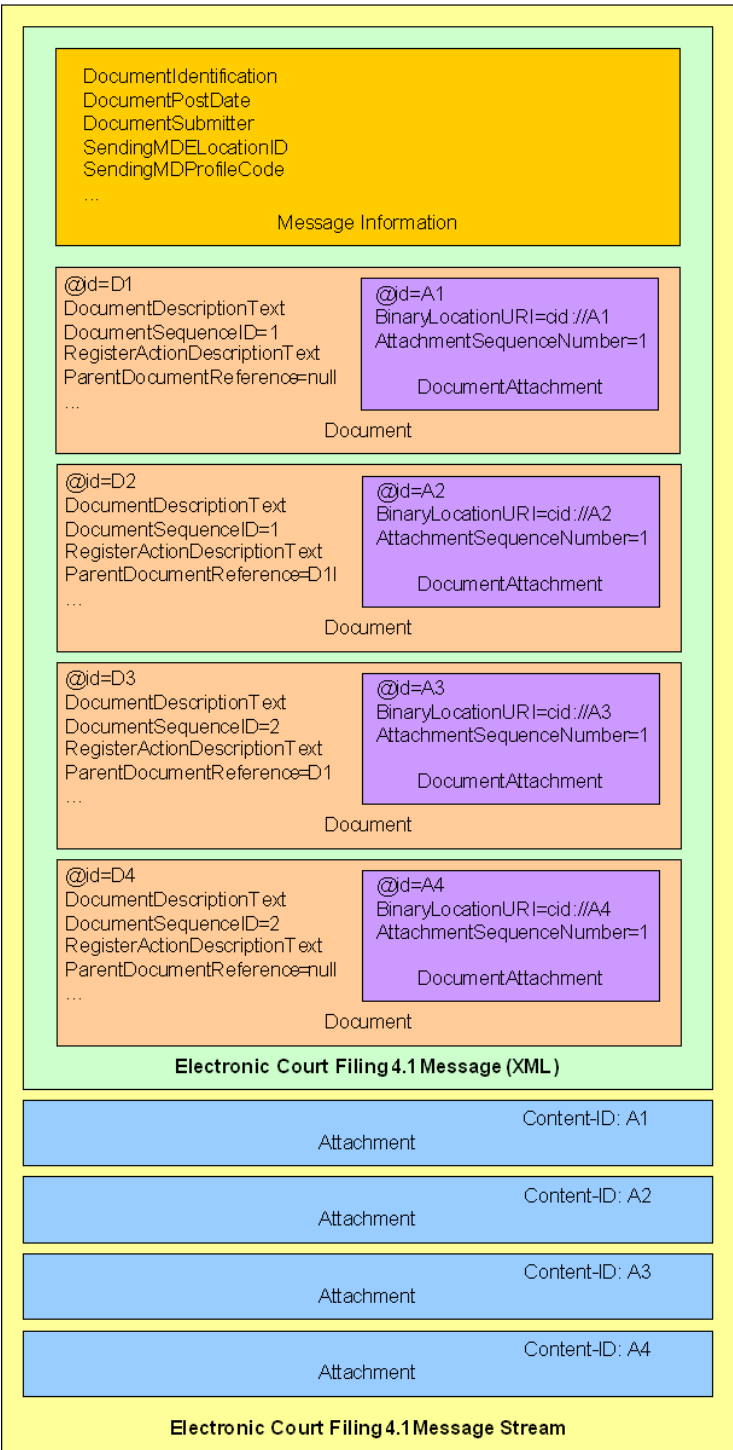 DocumentIdentification
DocumentPostDate
DocumentSubmitter
SendingMDELocationID
SendingMDProfileCode
...
Message Information
@id=D1
DocumentDescriptionText
DocumentSequenceID=1
RegisterActionDescriptionText
ParentDocumentReference=null
...
@id=A1
BinaryLocationURI=cid://A1
AttachmentSequenceNumber=1
DocumentAttachment
Document
@id=D2
DocumentDescriptionText
DocumentSequenceID=1
RegisterActionDescriptionText
ParentDocumentReference=D1l
...
@id=A2
BinaryLocationURI=cid://A2
AttachmentSequenceNumber=1
DocumentAttachment
Document
@id=D3
DocumentDescriptionText
DocumentSequenceID=2
RegisterActionDescriptionText
ParentDocumentReference=D1
...
@id=A3
BinaryLocationURI=cid://A3
AttachmentSequenceNumber=1
DocumentAttachment
Document
@id=D4
DocumentDescriptionText
DocumentSequenceID=2
RegisterActionDescriptionText
ParentDocumentReference=null
...
@id=A4
BinaryLocationURI=cid://A4
AttachmentSequenceNumber=1
DocumentAttachment
Document
Electronic Court Filing 4.1 Message (XML)
Content-ID: A1
Attachment
Content-ID: A2
Attachment
Content-ID: A3
Attachment
Content-ID: A4
Attachment
Electronic Court Filing 4.1 Message Stream